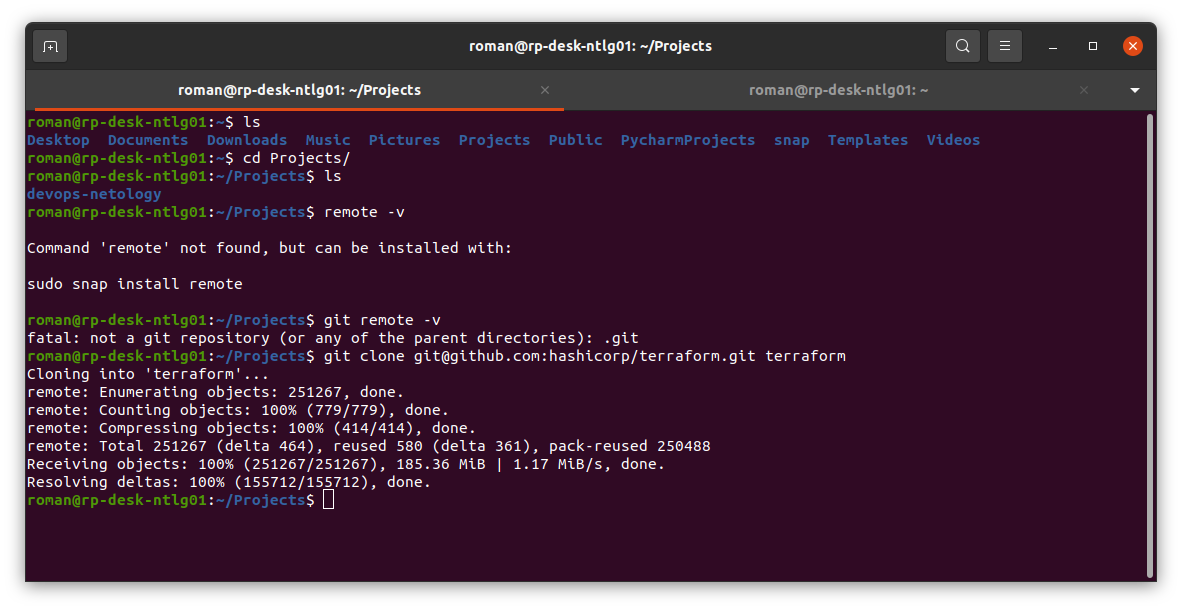 roman@rp-desk-ntlg01: ~/Projects
roman@rp-desk-ntlg01: ~/Projects
roman@rp-desk-ntlg01: ~
roman@rp-desk-ntlg01:~$ ls
Desktop  Documents  Downloads  Music  Pictures  Projects  Public  PycharmProjects  snap  Templates  Videos
roman@rp-desk-ntlg01:~$ cd Projects/
roman@rp-desk-ntlg01:~/Projects$ ls
devops-netology
roman@rp-desk-ntlg01:~/Projects$ remote -v
Command 'remote' not found, but can be installed with:
sudo snap install remote
roman@rp-desk-ntlg01:~/Projects$ git remote -v
fatal: not a git repository (or any of the parent directories): .git
roman@rp-desk-ntlg01:~/Projects$ git clone git@github.com:hashicorp/terraform.git terraform
Cloning into 'terraform'...
remote: Enumerating objects: 251267, done.
remote: Counting objects: 100% (779/779), done.
remote: Compressing objects: 100% (414/414), done.
remote: Total 251267 (delta 464), reused 580 (delta 361), pack-reused 250488
Receiving objects: 100% (251267/251267), 185.36 MiB | 1.17 MiB/s, done.
Resolving deltas: 100% (155712/155712), done.
roman@rp-desk-ntlg01:~/Projects$